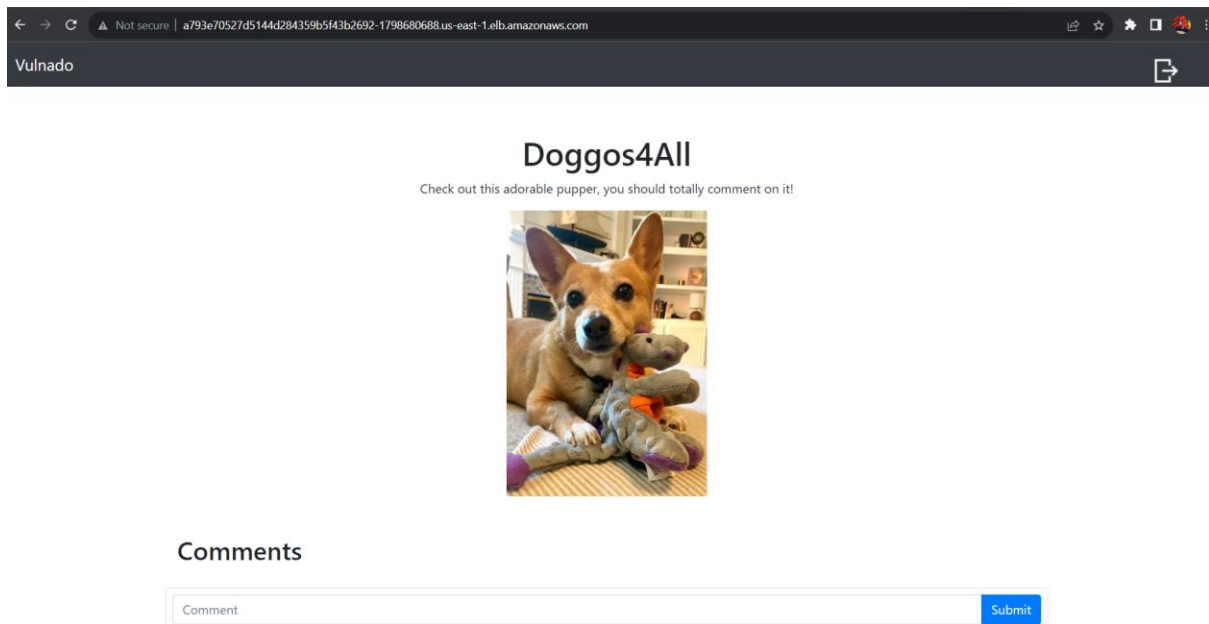 Not secure | a793e70527d5144d284359b5f43b2692-1798680688.us-east-1.elb.amazonaws.com
Vulnado
Doggos4All
Check out this adorable pupper, you should totally comment on it!
Comments
Comment Submit